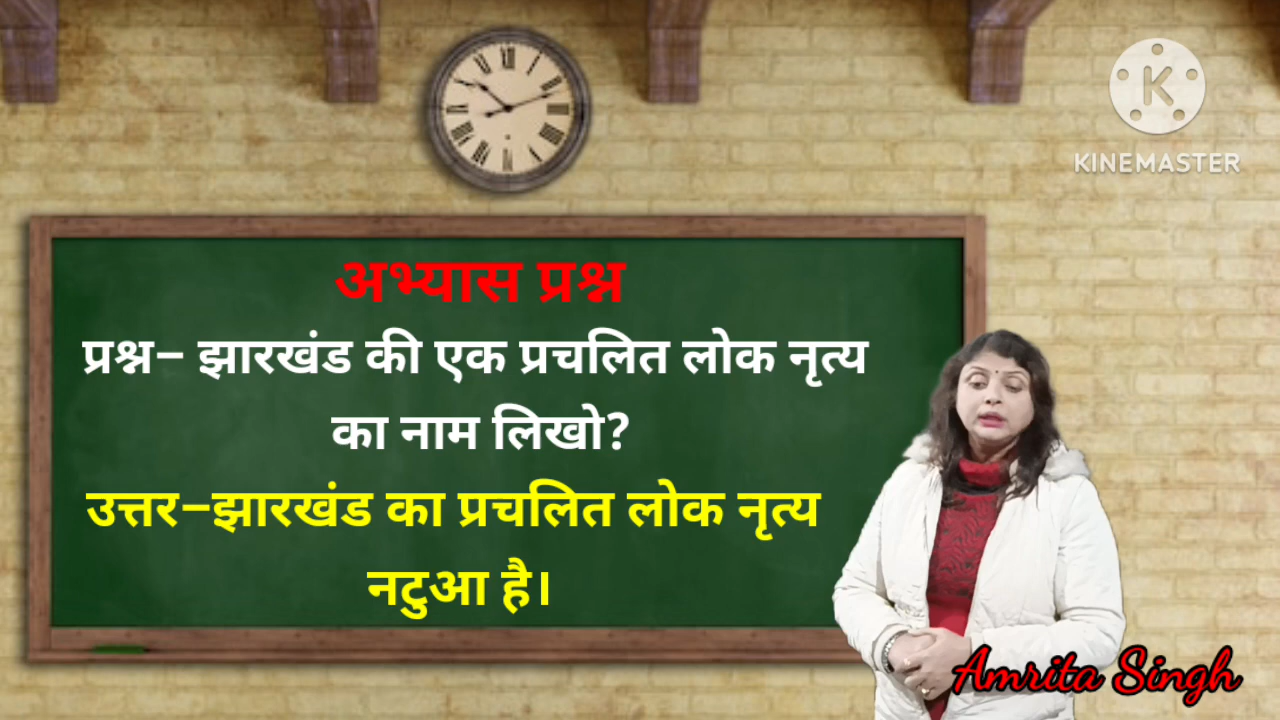 KINEMASTER
अभ्यास प्रश्न
प्रश्न– झारखंड की एक प्रचलित लोक नृत्य
का नाम लिखो?
उत्तर–झारखंड का प्रचलित लोक नृत्य
नटुआ है।
Amrita Singh